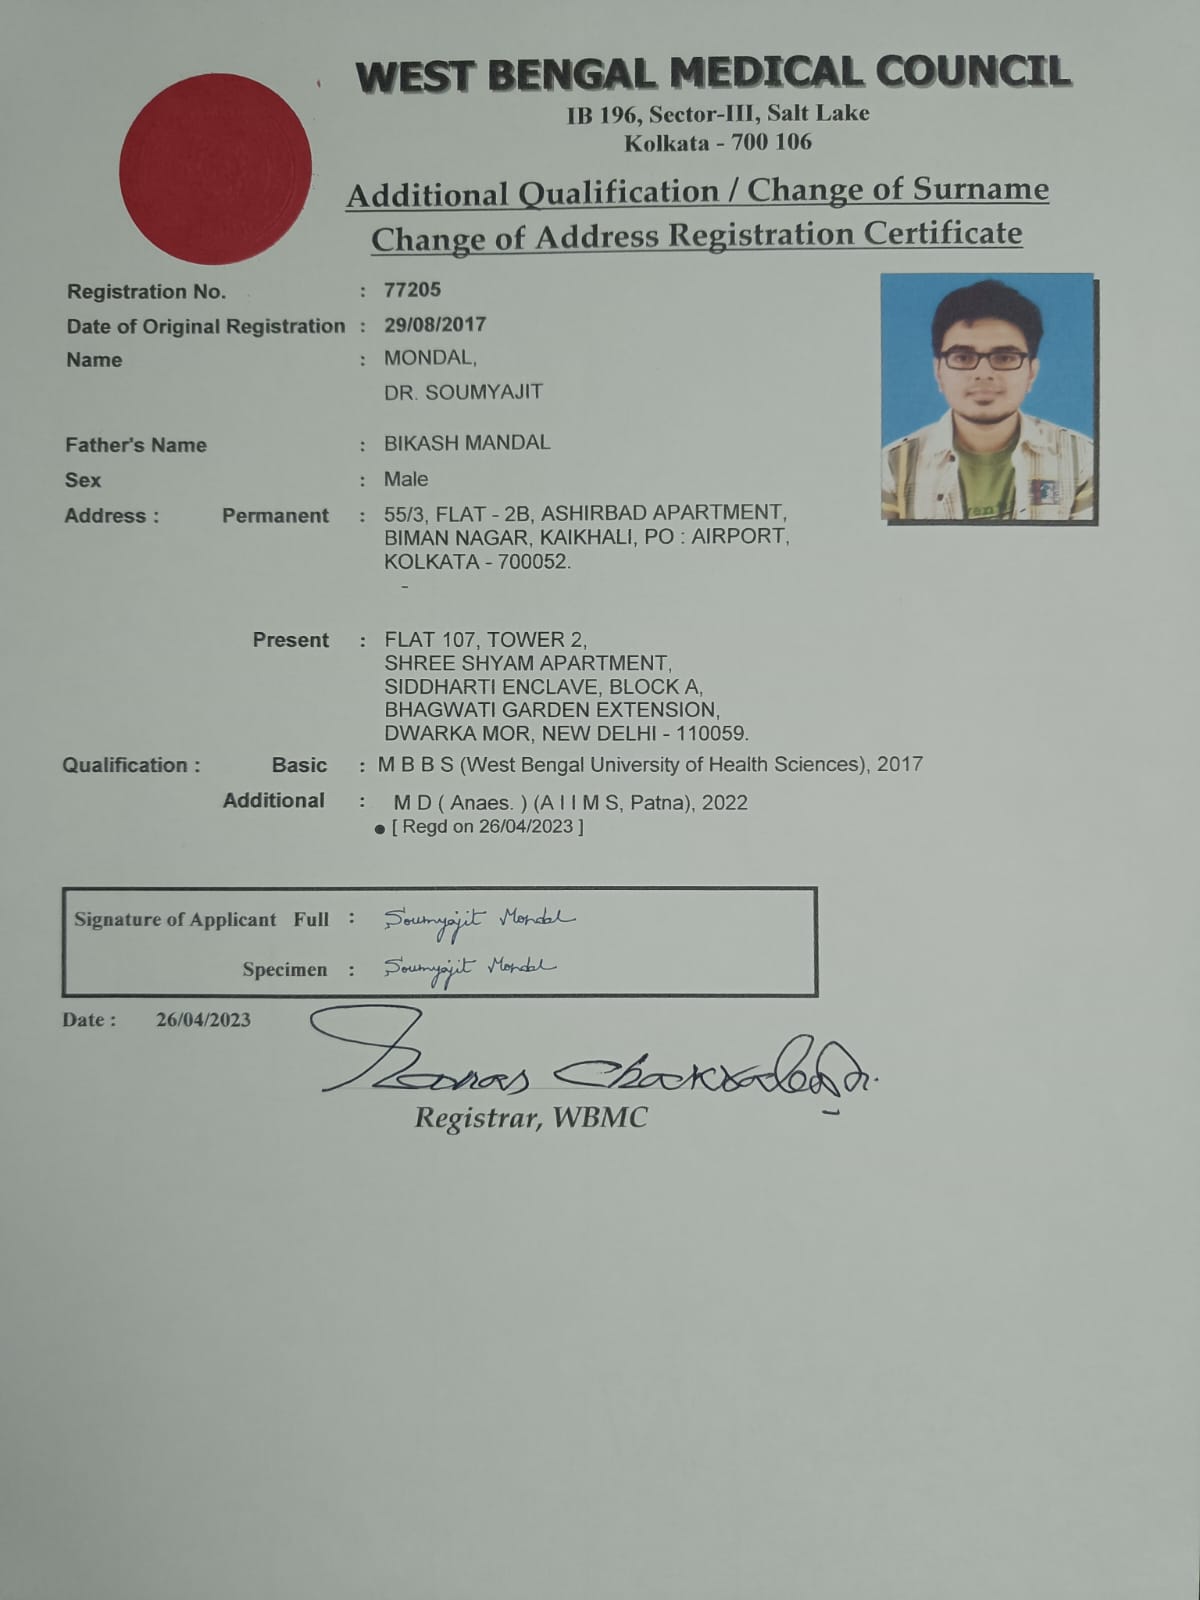 WEST BENGAL MEDICAL COUNCIL
IB 196, Sector-III, Salt Lake
Kolkata - 700 106
Additional Qualification / Change of Surname
Change of Address Registration Certificate
Registration No. : 77205
Date of Original Registration : 29/08/2017
Name : MONDAL,
DR. SOUMYAJIT
Father's Name : BIKASH MANDAL
Sex : Male
Address : Permanent : 55/3, FLAT - 2B, ASHIRBAD APARTMENT,
BIMAN NAGAR, KAIKHALI, PO : AIRPORT,
KOLKATA - 700052.
-
Present : FLAT 107, TOWER 2,
SHREE SHYAM APARTMENT,
SIDDHARTI ENCLAVE, BLOCK A,
BHAGWATI GARDEN EXTENSION,
DWARKA MOR, NEW DELHI - 110059.
Qualification : Basic : M B B S (West Bengal University of Health Sciences), 2017
Additional : M D ( Anaes. ) (A I I M S, Patna), 2022
● [ Regd on 26/04/2023 ]
Signature of Applicant Full : Soumyajit Mondal
Specimen : Soumyajit Mondal
Date : 26/04/2023
Registrar, WBMC